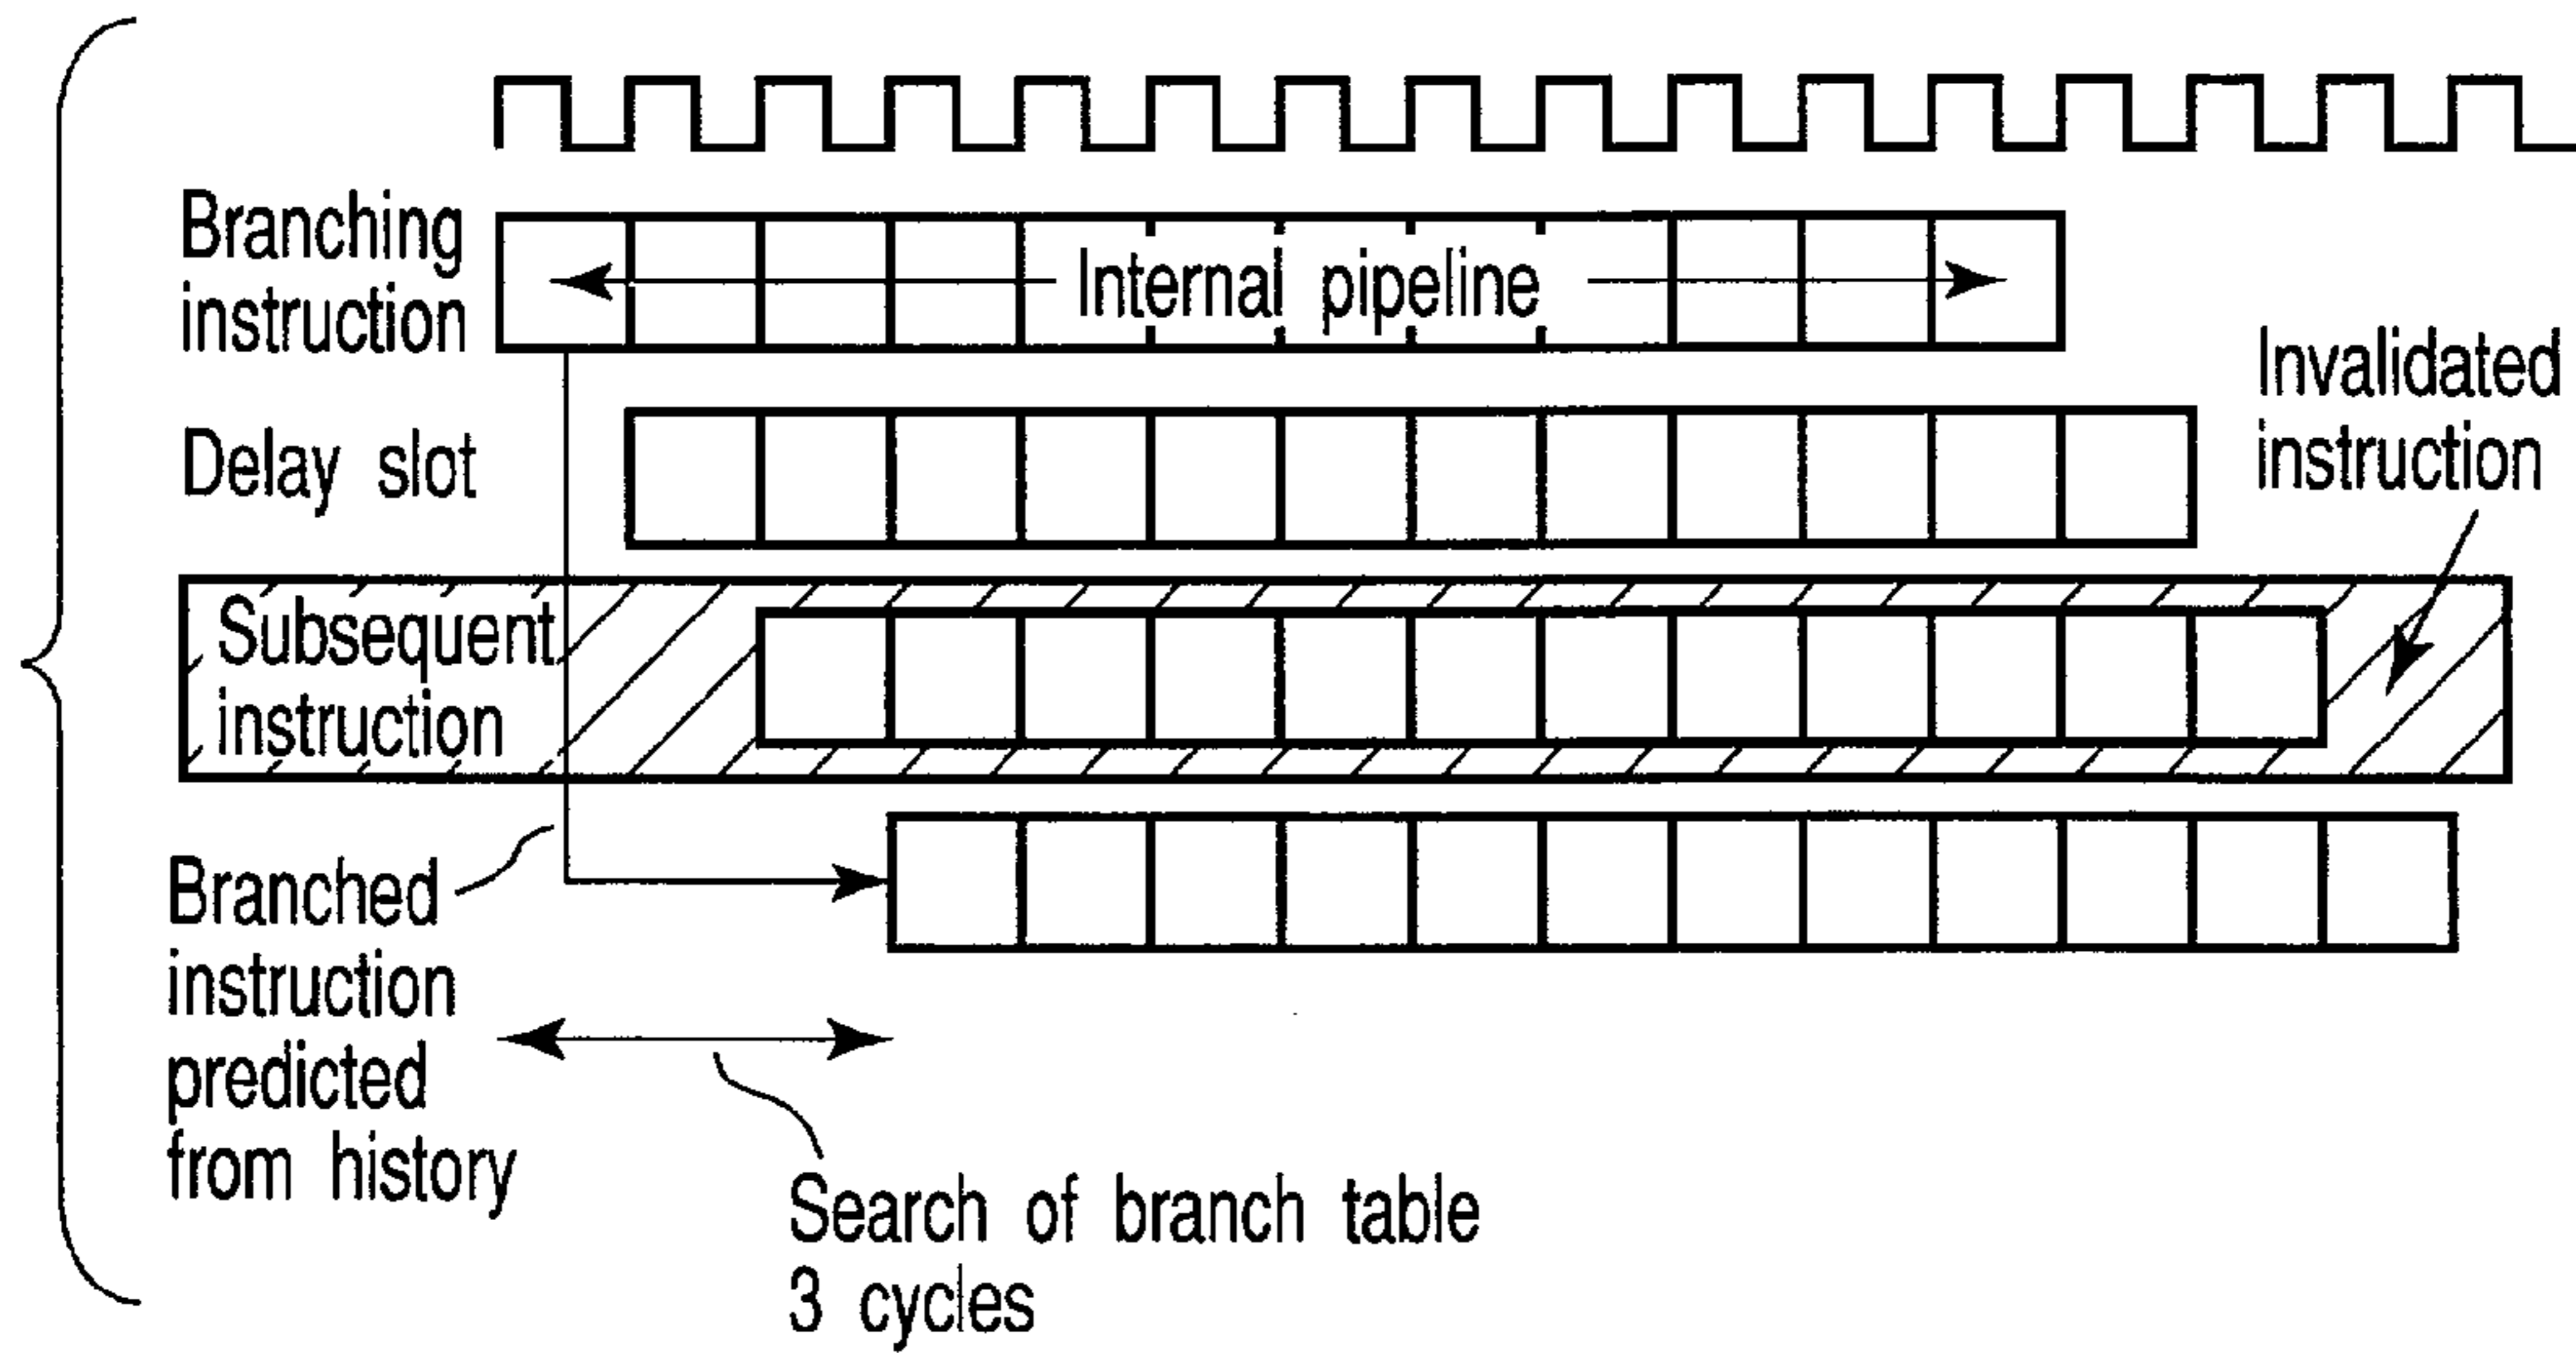 Branching
instruction
Internal pipeline
Invalidated
instruction
Delay slot
Subsequent
instruction
Branched
instruction
predicted
from history
Search of branch table
3 cycles